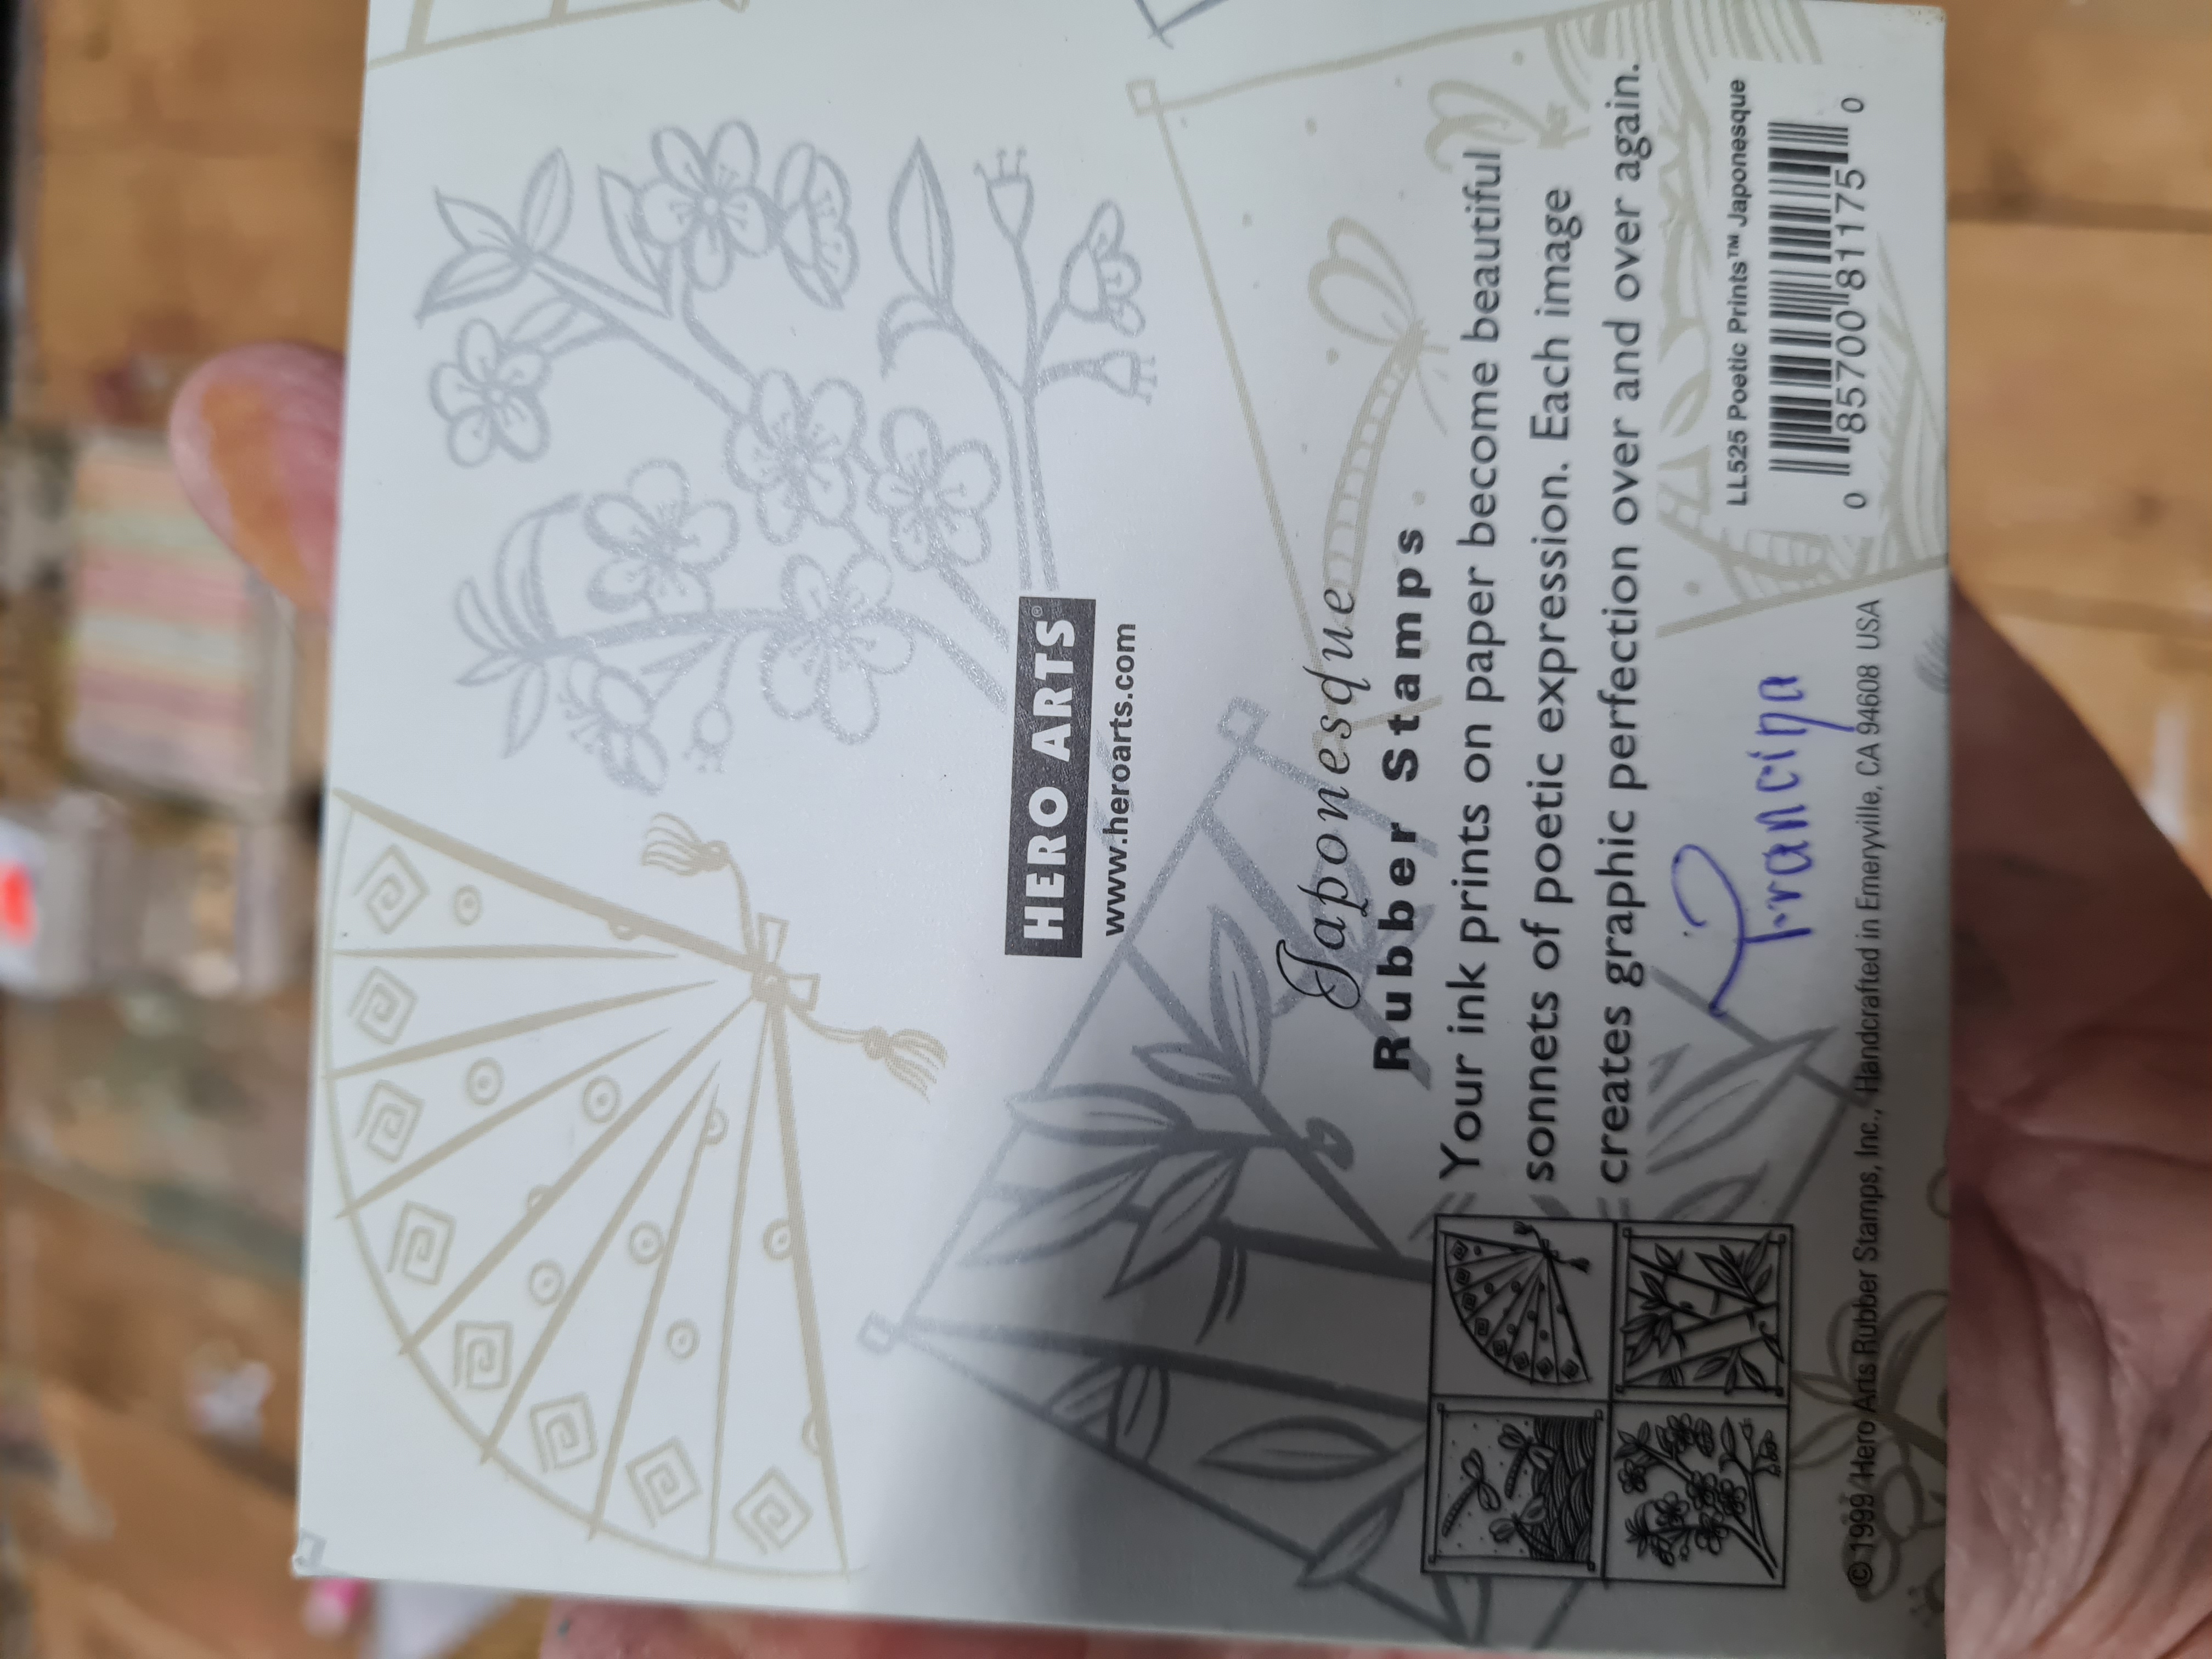 HERO ARTS®
www.heroarts.com
Japonesque
Rubber Stamps
Your ink prints on paper become beautiful
sonnets of poetic expression. Each image
creates graphic perfection over and over again.
Francina
LL525 Poetic Prints™ Japonesque
0 85700 81175 0
© 1999 Hero Arts Rubber Stamps, Inc., Handcrafted in Emeryville, CA 94608 USA